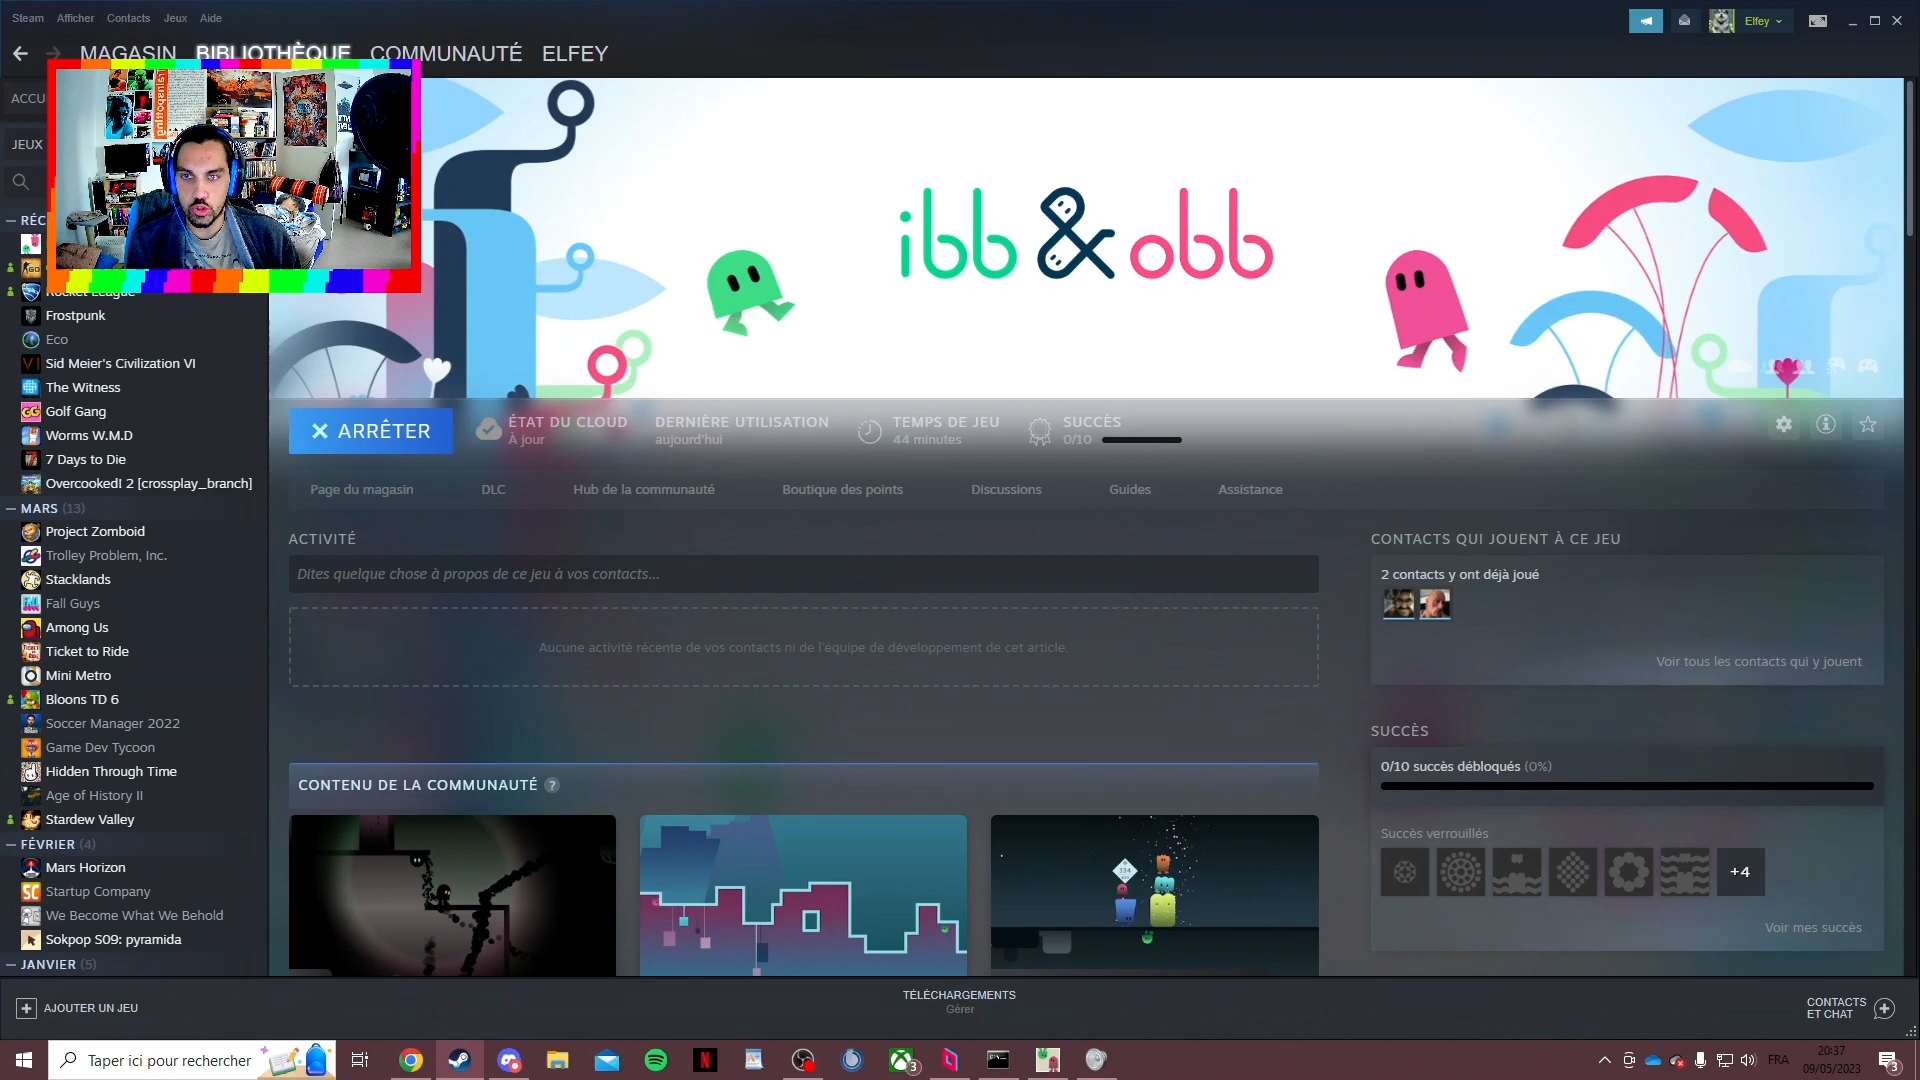 Steam Afficher Contacts Jeux Aide
Elfey
MAGASIN BIBLIOTHÈQUE COMMUNAUTÉ ELFEY
ACCU
JEUX
— RÉC
Rocket League
Frostpunk
Eco
Sid Meier's Civilization VI
The Witness
Golf Gang
Worms W.M.D
7 Days to Die
Overcooked! 2 [crossplay_branch]
— MARS (13)
Project Zomboid
Trolley Problem, Inc.
Stacklands
Fall Guys
Among Us
Ticket to Ride
Mini Metro
Bloons TD 6
Soccer Manager 2022
Game Dev Tycoon
Hidden Through Time
Age of History II
Stardew Valley
— FÉVRIER (4)
Mars Horizon
Startup Company
We Become What We Behold
Sokpop S09: pyramida
— JANVIER (5)
ibb & obb
ARRÊTER
ÉTAT DU CLOUD
À jour
DERNIÈRE UTILISATION
aujourd'hui
TEMPS DE JEU
44 minutes
SUCCÈS
0/10
Page du magasin DLC Hub de la communauté Boutique des points Discussions Guides Assistance
ACTIVITÉ
Dites quelque chose à propos de ce jeu à vos contacts...
Aucune activité récente de vos contacts ni de l'équipe de développement de cet article.
CONTENU DE LA COMMUNAUTÉ ?
334
CONTACTS QUI JOUENT À CE JEU
2 contacts y ont déjà joué
Voir tous les contacts qui y jouent
SUCCÈS
0/10 succès débloqués (0%)
Succès verrouillés
+4
Voir mes succès
AJOUTER UN JEU
TÉLÉCHARGEMENTS
Gérer
CONTACTS
ET CHAT
Taper ici pour rechercher
3
FRA
20:37
09/05/2023
3